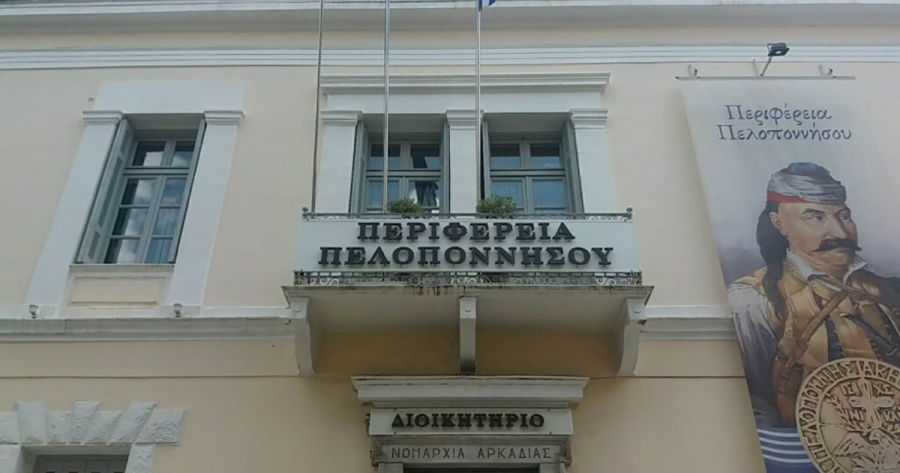 ΠΕΡΙΦΕΡΕΙΑ
ΠΕΛΟΠΟΝΝΗΣΟΥ
ΔΙΟΙΚΗΤΗΡΙΟ
ΝΟΜΑΡΧΙΑ ΑΡΚΑΔΙΑΣ
Περιφέρεια
Πελοποννήσου